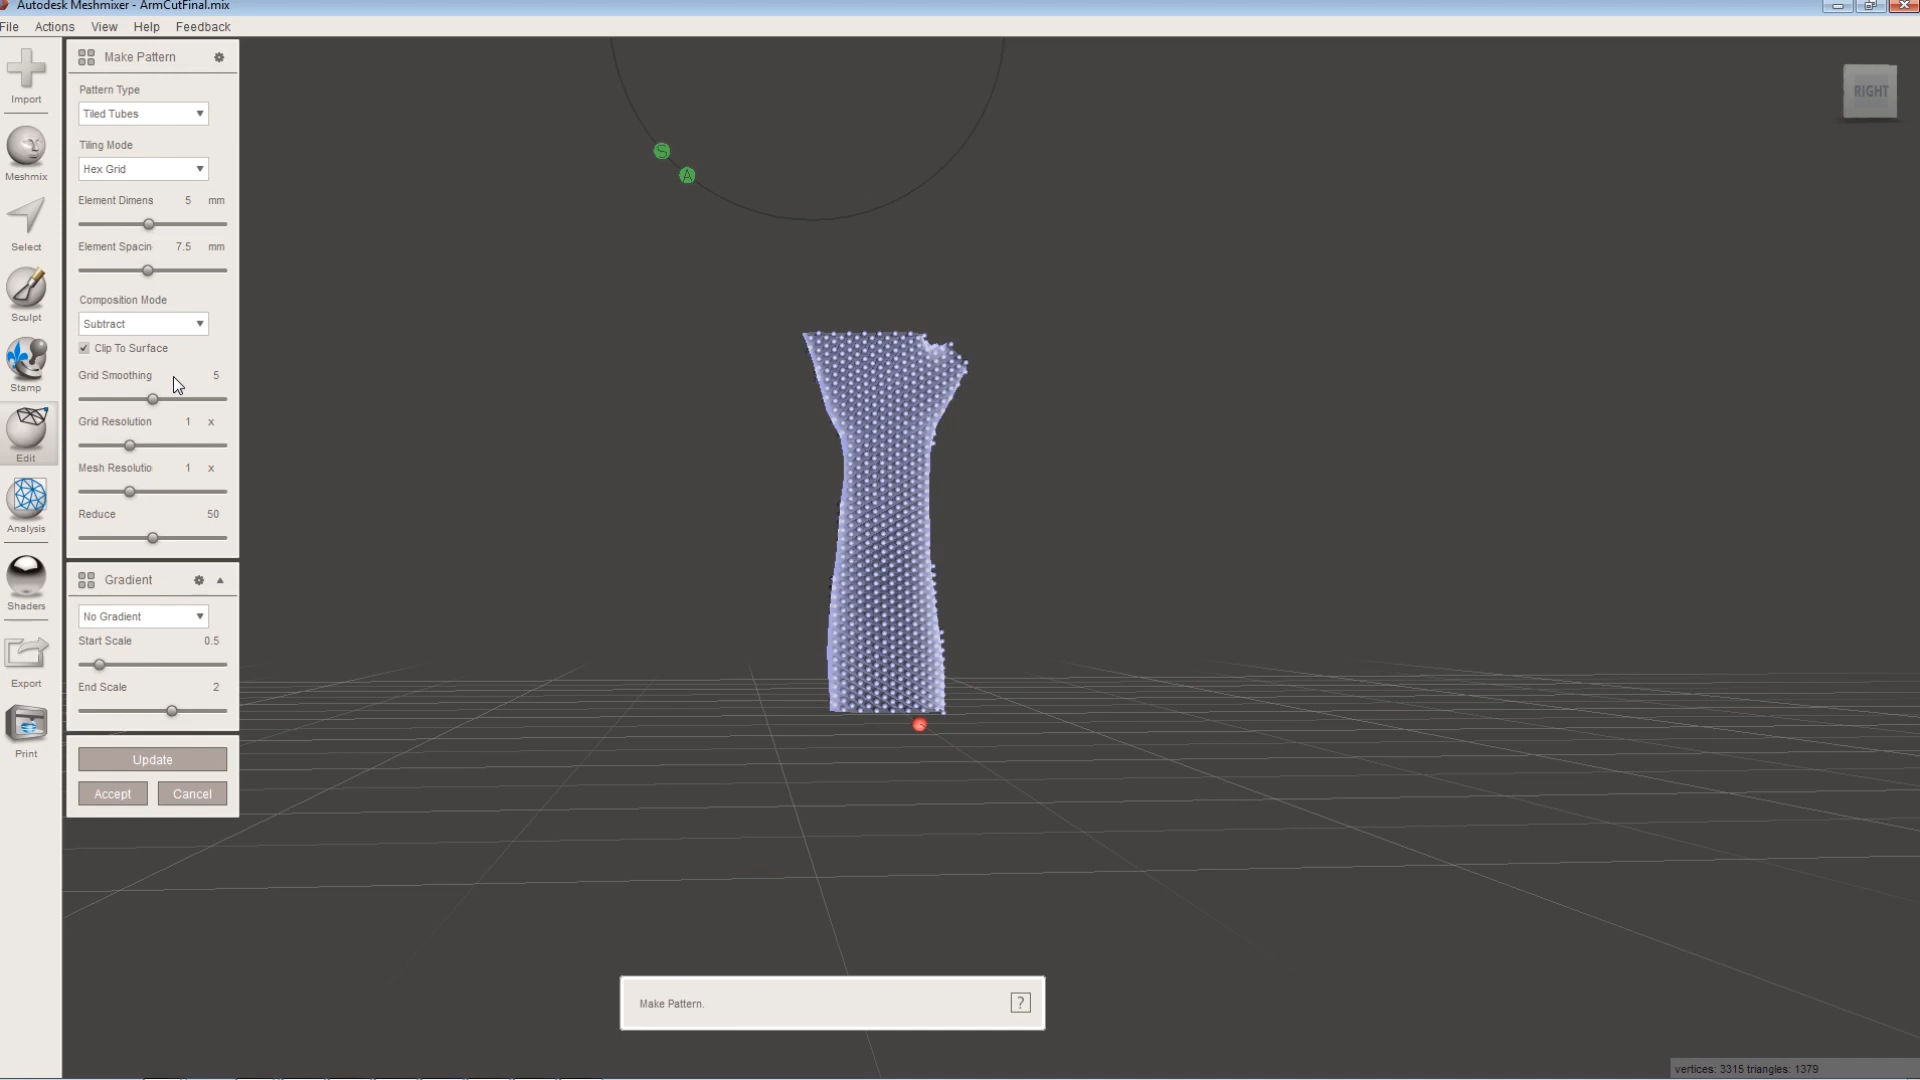 Autodesk Meshmixer - ArmCutFinal.mix
File Actions View Help Feedback
Import
Meshmix
Select
Sculpt
Stamp
Edit
Analysis
Shaders
Export
Print
Make Pattern
Pattern Type
Tiled Tubes
Tiling Mode
Hex Grid
Element Dimens 5 mm
Element Spacin 7.5 mm
Composition Mode
Subtract
Clip To Surface
Grid Smoothing 5
Grid Resolution 1 x
Mesh Resolutio 1 x
Reduce 50
Gradient
No Gradient
Start Scale 0.5
End Scale 2
Update
Accept Cancel
S
A
RIGHT
Make Pattern. ?
vertices: 3315 triangles: 1379